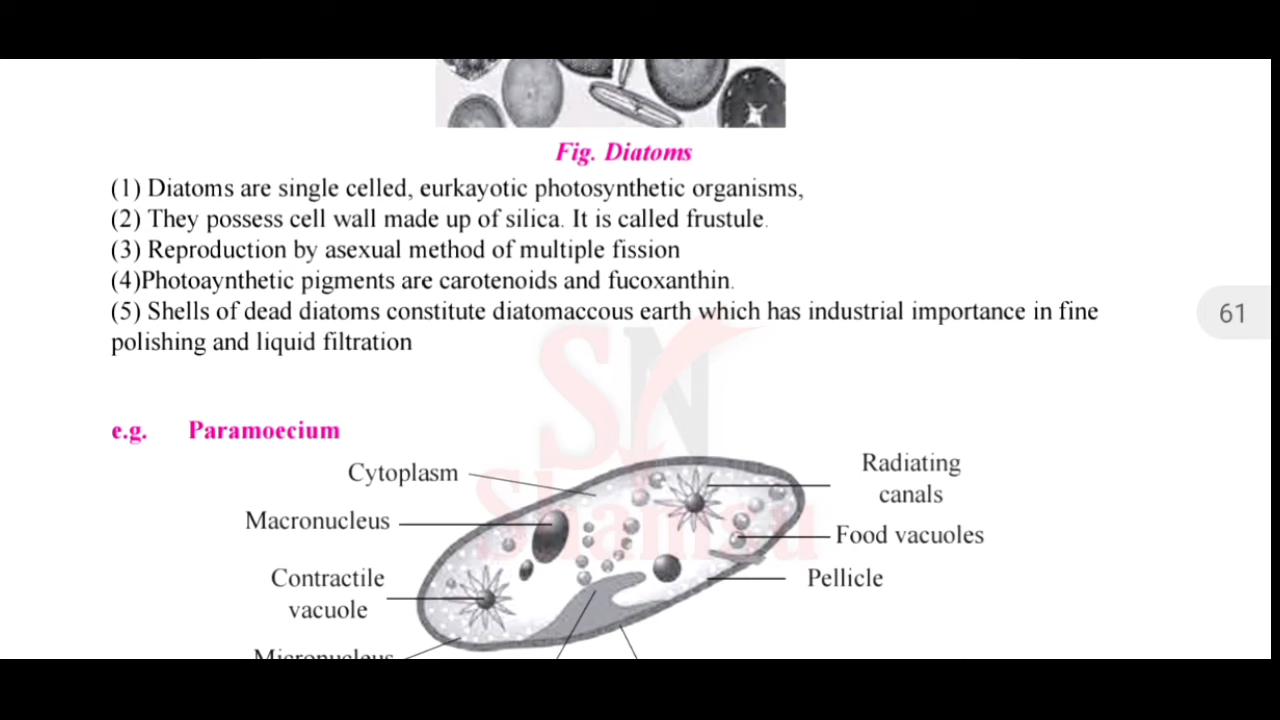 Fig. Diatoms
(1) Diatoms are single celled, eurkayotic photosynthetic organisms,
(2) They possess cell wall made up of silica. It is called frustule.
(3) Reproduction by asexual method of multiple fission
(4)Photoaynthetic pigments are carotenoids and fucoxanthin.
(5) Shells of dead diatoms constitute diatomaccous earth which has industrial importance in fine
polishing and liquid filtration
61
SN
Shamsu
e.g. Paramoecium
Cytoplasm
Radiating
canals
Macronucleus
Food vacuoles
Contractile
vacuole
Pellicle
Micronucleus